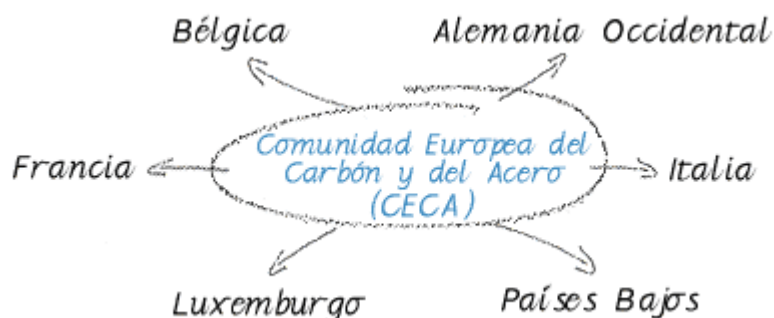 Bélgica
Alemania Occidental
Comunidad Europea del
Carbón y del Acero
(CECA)
Francia
Italia
Luxemburgo
Países Bajos